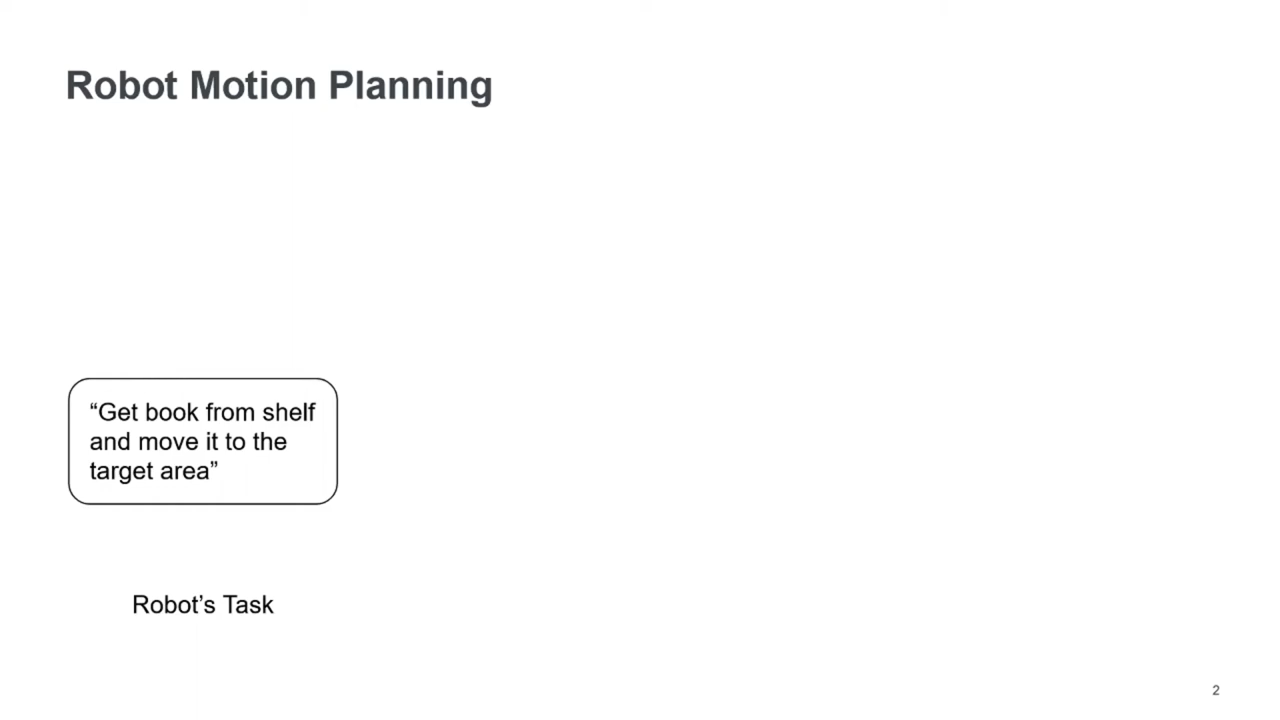 Robot Motion Planning
“Get book from shelf
and move it to the
target area”
Robot’s Task
2